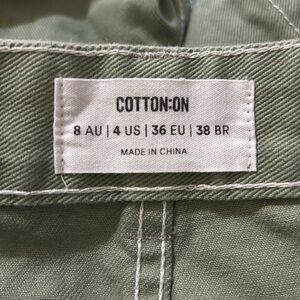 COTTON:ON
8 AU | 4 US | 36 EU | 38 BR
MADE IN CHINA